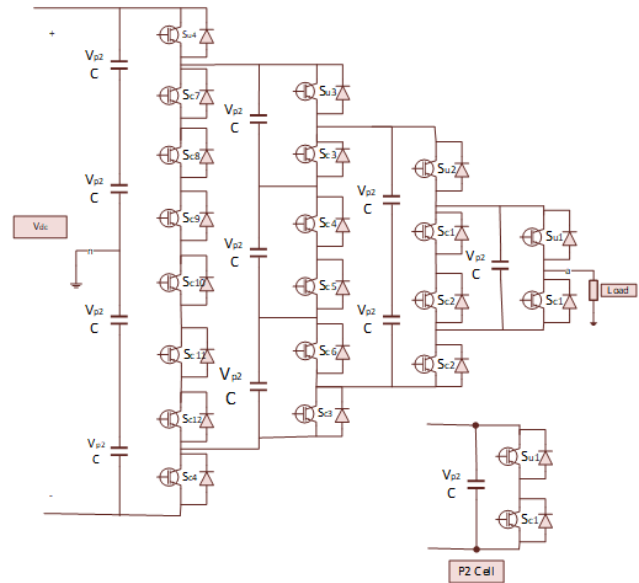 +
Vp2
C
Vp2
C
Vdc
n
Vp2
C
Vp2
C
-
Su4
Sc7
Sc8
Sc9
Sc10
Sc11
Sc12
Sc4
Vp2
C
Vp2
C
Vp2
C
Su3
Sc3
Sc4
Sc5
Sc6
Sc3
Vp2
C
Vp2
C
Su2
Sc1
Sc2
Sc2
Vp2
C
Su1
a
Sc1
Load
Vp2
C
Su1
Sc1
P2 Cell